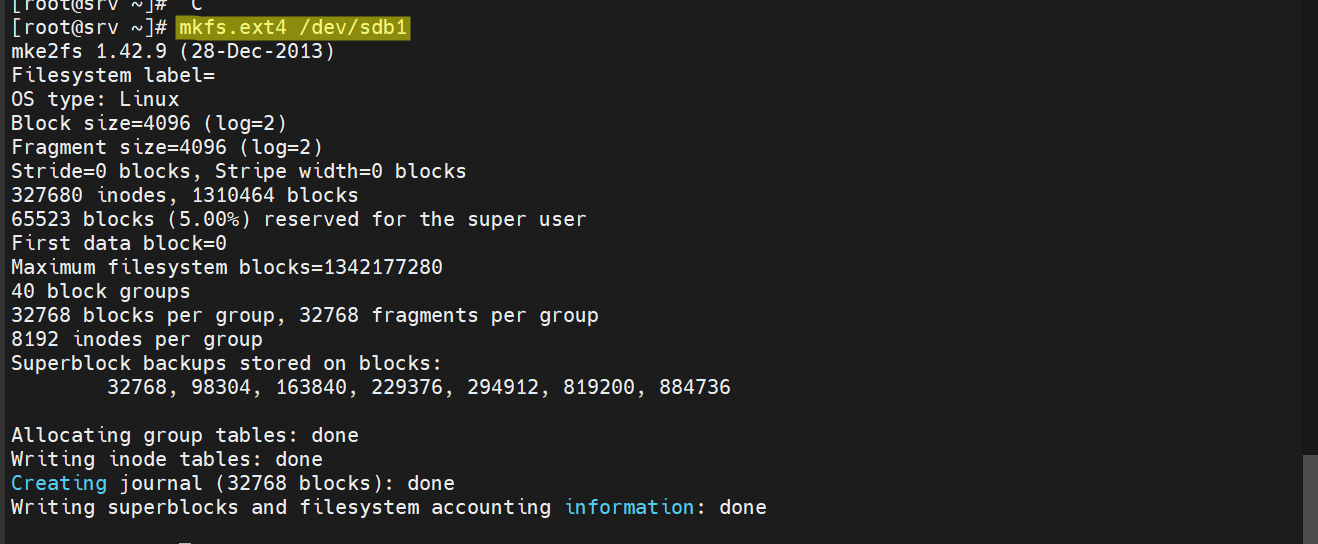 [root@srv ~]# ^C
[root@srv ~]# mkfs.ext4 /dev/sdb1
mke2fs 1.42.9 (28-Dec-2013)
Filesystem label=
OS type: Linux
Block size=4096 (log=2)
Fragment size=4096 (log=2)
Stride=0 blocks, Stripe width=0 blocks
327680 inodes, 1310464 blocks
65523 blocks (5.00%) reserved for the super user
First data block=0
Maximum filesystem blocks=1342177280
40 block groups
32768 blocks per group, 32768 fragments per group
8192 inodes per group
Superblock backups stored on blocks:
32768, 98304, 163840, 229376, 294912, 819200, 884736
Allocating group tables: done
Writing inode tables: done
Creating journal (32768 blocks): done
Writing superblocks and filesystem accounting information: done